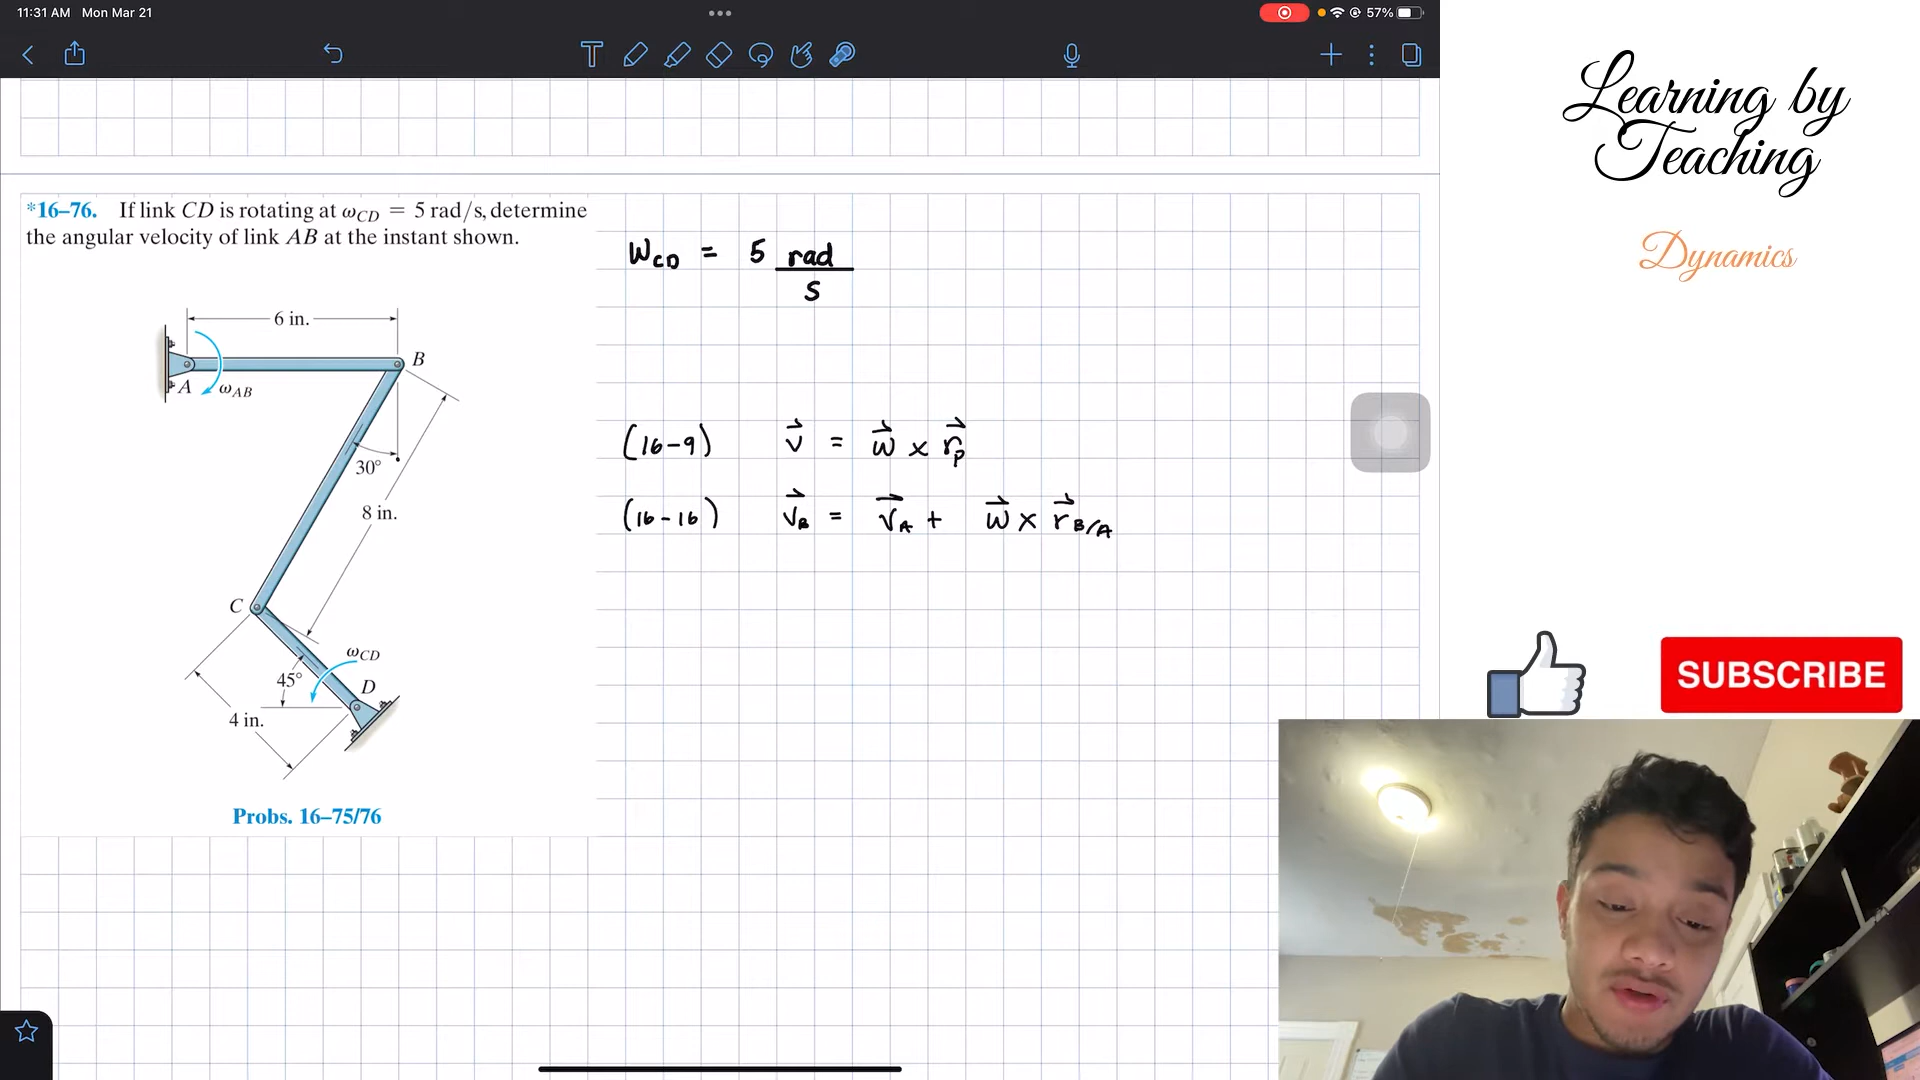 11:31 AM Mon Mar 21
57%
*16–76. If link CD is rotating at ωCD = 5 rad/s, determine
the angular velocity of link AB at the instant shown.
6 in.
B
A
ωAB
30°
8 in.
C
ωCD
45°
D
4 in.
Probs. 16–75/76
WCD = 5 rad
s
(16-9) v = w x rp
(16-16) vB = vA + w x rB/A
Learning by
Teaching
Dynamics
SUBSCRIBE